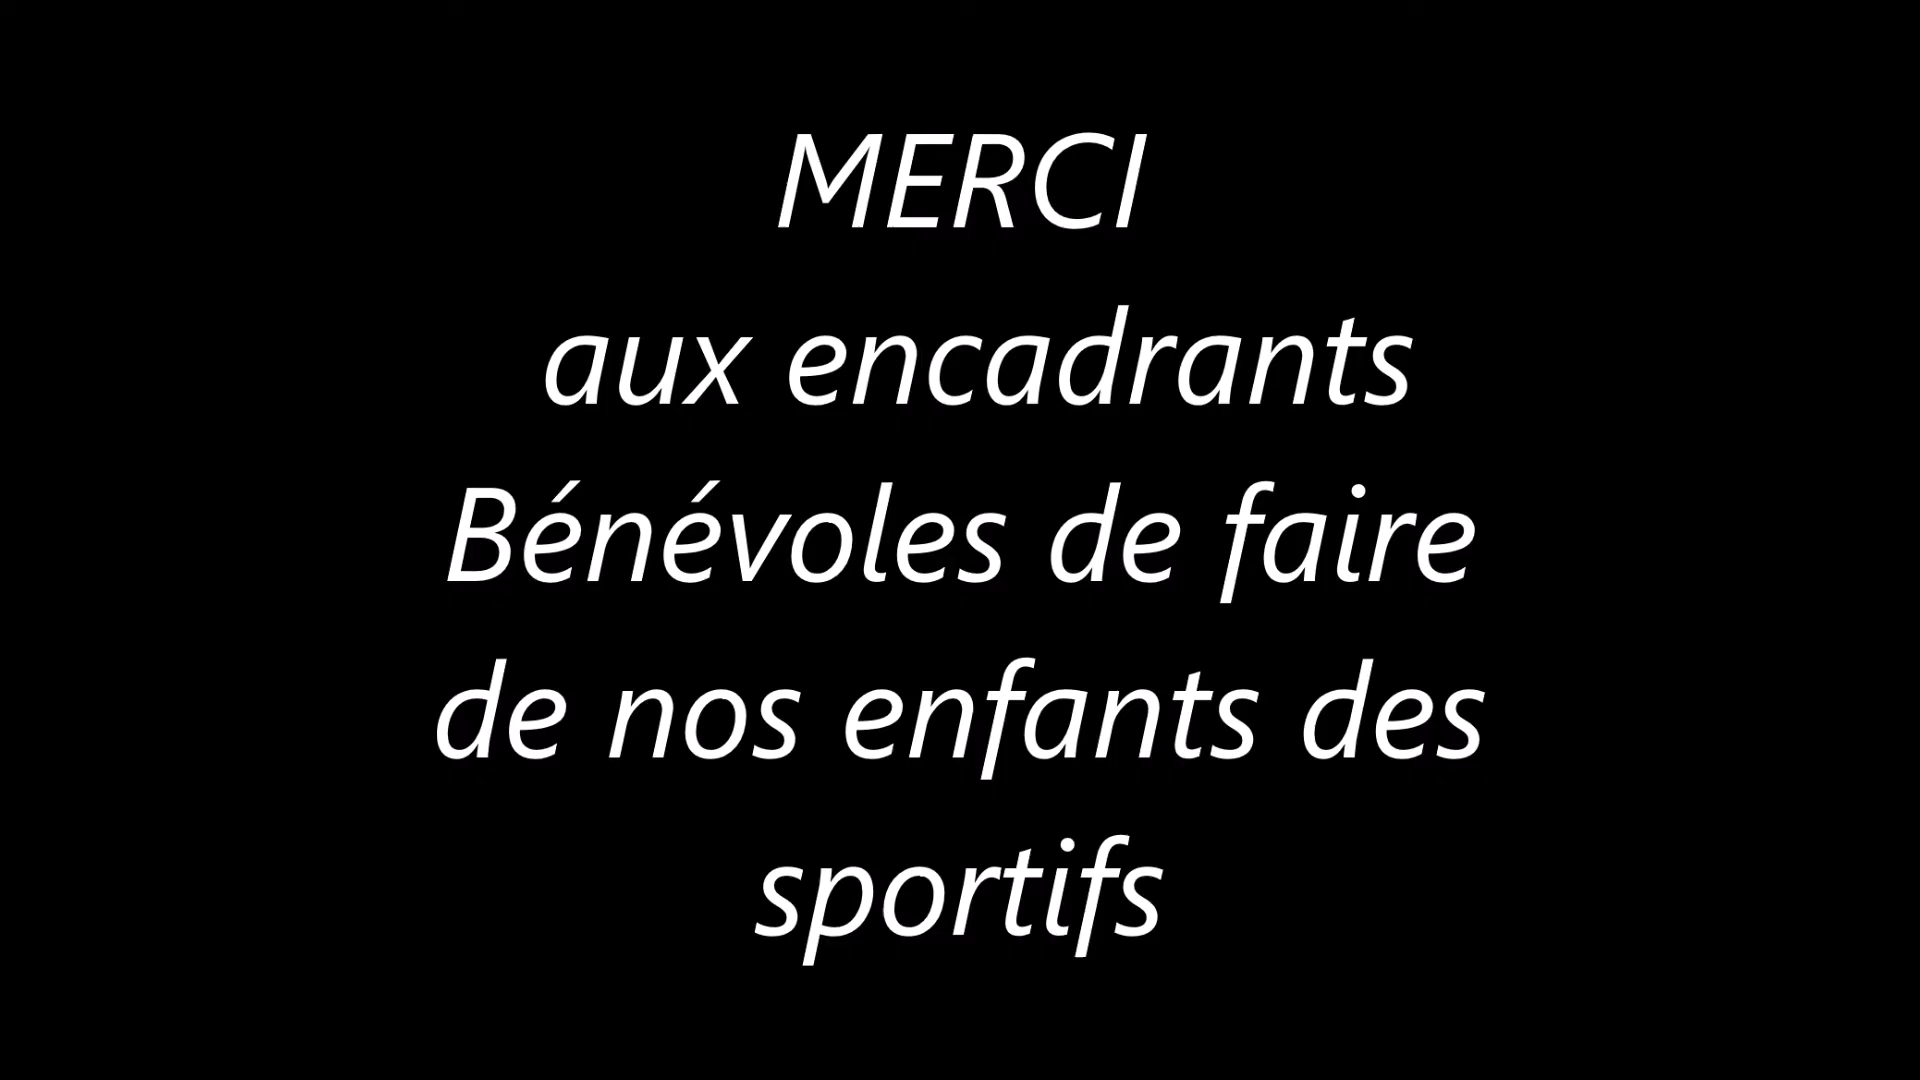 MERCI
aux encadrants
Bénévoles de faire
de nos enfants des
sportifs